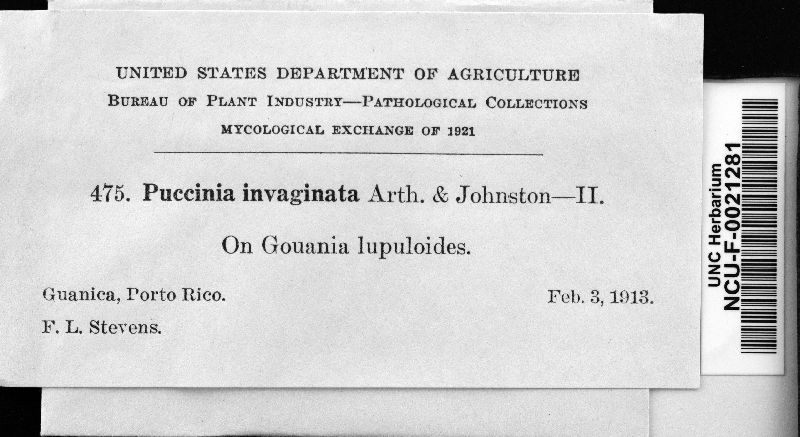 UNITED STATES DEPARTMENT OF AGRICULTURE
BUREAU OF PLANT INDUSTRY—PATHOLOGICAL COLLECTIONS
MYCOLOGICAL EXCHANGE OF 1921
475. Puccinia invaginata Arth. & Johnston—II.
On Gouania lupuloides.
Guanica, Porto Rico.
Feb. 3, 1913.
F. L. Stevens.
UNC Herbarium
NCU-F-0021281